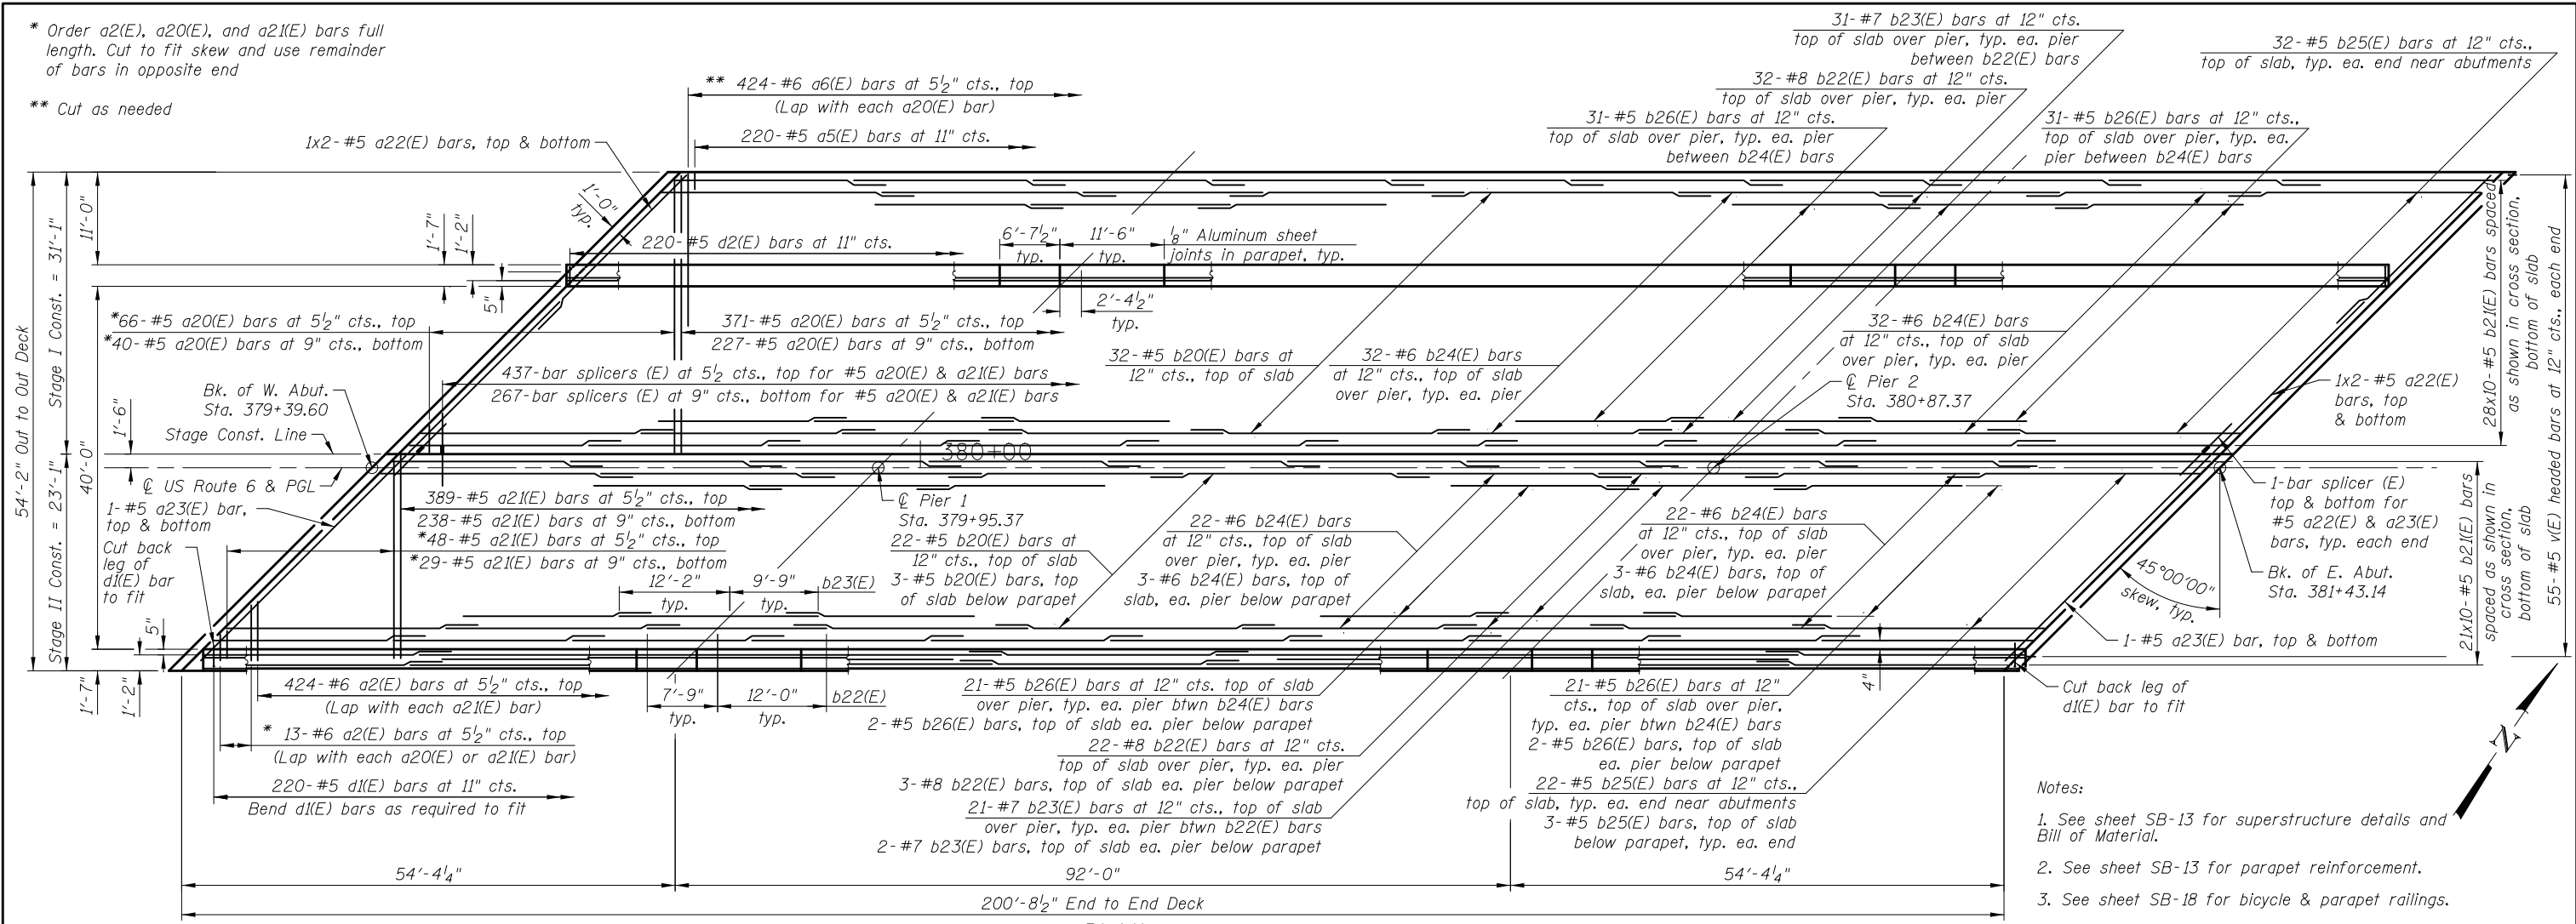 * Order a2(E), a20(E), and a21(E) bars full
length. Cut to fit skew and use remainder
of bars in opposite end
** Cut as needed
** 424-#6 a6(E) bars at 5 1/2" cts., top
(Lap with each a20(E) bar)
220-#5 a5(E) bars at 11" cts.
1x2-#5 a22(E) bars, top & bottom
31-#7 b23(E) bars at 12" cts.
top of slab over pier, typ. ea. pier
between b22(E) bars
32-#8 b22(E) bars at 12" cts.
top of slab over pier, typ. ea. pier
31-#5 b26(E) bars at 12" cts.
top of slab over pier, typ. ea. pier
between b24(E) bars
32-#5 b25(E) bars at 12" cts.,
top of slab, typ. ea. end near abutments
31-#5 b26(E) bars at 12" cts.,
top of slab over pier, typ. ea.
pier between b24(E) bars
54'-2" Out to Out Deck
Stage I Const. = 31'-1"
Stage II Const. = 23'-1"
11'-0"
40'-0"
1'-6"
1'-7"
1'-2"
5"
1'-0"
typ.
220-#5 d2(E) bars at 11" cts.
6'-7 1/2"
typ.
11'-6"
typ.
1/8" Aluminum sheet
joints in parapet, typ.
2'-4 1/2"
typ.
*66-#5 a20(E) bars at 5 1/2" cts., top
*40-#5 a20(E) bars at 9" cts., bottom
371-#5 a20(E) bars at 5 1/2" cts., top
227-#5 a20(E) bars at 9" cts., bottom
437-bar splicers (E) at 5 1/2 cts., top for #5 a20(E) & a21(E) bars
267-bar splicers (E) at 9" cts., bottom for #5 a20(E) & a21(E) bars
32-#5 b20(E) bars at
12" cts., top of slab
32-#6 b24(E) bars
at 12" cts., top of slab
over pier, typ. ea. pier
32-#6 b24(E) bars
at 12" cts., top of slab
over pier, typ. ea. pier
℄ Pier 2
Sta. 380+87.37
28x10-#5 b21(E) bars spaced
as shown in cross section,
bottom of slab
55-#5 v(E) headed bars at 12" cts., each end
1x2-#5 a22(E)
bars, top
& bottom
Bk. of W. Abut.
Sta. 379+39.60
Stage Const. Line
℄ US Route 6 & PGL
380+00
1-#5 a23(E) bar,
top & bottom
Cut back
leg of
d1(E) bar
to fit
389-#5 a21(E) bars at 5 1/2" cts., top
238-#5 a21(E) bars at 9" cts., bottom
*48-#5 a21(E) bars at 5 1/2" cts., top
*29-#5 a21(E) bars at 9" cts., bottom
℄ Pier 1
Sta. 379+95.37
22-#5 b20(E) bars at
12" cts., top of slab
3-#5 b20(E) bars, top
of slab below parapet
22-#6 b24(E) bars
at 12" cts., top of slab
over pier, typ. ea. pier
3-#6 b24(E) bars, top of
slab, ea. pier below parapet
22-#6 b24(E) bars
at 12" cts., top of slab
over pier, typ. ea. pier
3-#6 b24(E) bars, top of
slab, ea. pier below parapet
1-bar splicer (E)
top & bottom for
#5 a22(E) & a23(E)
bars, typ. each end
Bk. of E. Abut.
Sta. 381+43.14
45°00'00"
skew, typ.
21x10-#5 b21(E) bars
spaced as shown in
cross section,
bottom of slab
1-#5 a23(E) bar, top & bottom
12'-2"
typ.
9'-9"
typ.
b23(E)
5"
1'-7"
1'-2"
424-#6 a2(E) bars at 5 1/2" cts., top
(Lap with each a21(E) bar)
* 13-#6 a2(E) bars at 5 1/2" cts., top
(Lap with each a20(E) or a21(E) bar)
220-#5 d1(E) bars at 11" cts.
Bend d1(E) bars as required to fit
7'-9"
typ.
12'-0"
typ.
b22(E)
21-#5 b26(E) bars at 12" cts. top of slab
over pier, typ. ea. pier btwn b24(E) bars
2-#5 b26(E) bars, top of slab ea. pier below parapet
22-#8 b22(E) bars at 12" cts.
top of slab over pier, typ. ea. pier
3-#8 b22(E) bars, top of slab ea. pier below parapet
21-#7 b23(E) bars at 12" cts., top of slab
over pier, typ. ea. pier btwn b22(E) bars
2-#7 b23(E) bars, top of slab ea. pier below parapet
21-#5 b26(E) bars at 12"
cts., top of slab over pier,
typ. ea. pier btwn b24(E) bars
2-#5 b26(E) bars, top of slab
ea. pier below parapet
22-#5 b25(E) bars at 12" cts.,
top of slab, typ. ea. end near abutments
3-#5 b25(E) bars, top of slab
below parapet, typ. ea. end
4"
Cut back leg of
d1(E) bar to fit
N
Notes:
1. See sheet SB-13 for superstructure details and
Bill of Material.
2. See sheet SB-13 for parapet reinforcement.
3. See sheet SB-18 for bicycle & parapet railings.
54'-4 1/4"
92'-0"
54'-4 1/4"
200'-8 1/2" End to End Deck